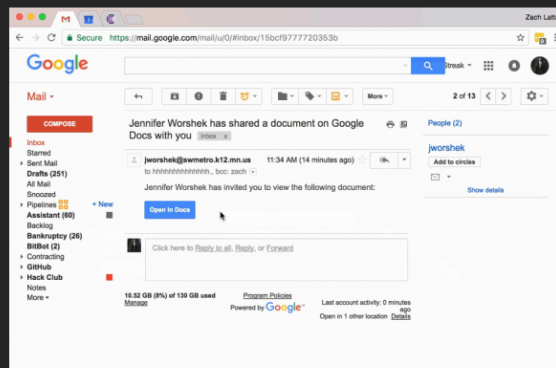 Zach Latta
Secure https://mail.google.com/mail/u/0/#inbox/15bcf9777720353b
Google
Streak
Mail
More
2 of 13
COMPOSE
Inbox
Starred
Sent Mail
Drafts (251)
All Mail
Snoozed
Pipelines
+ New
Assistant (60)
Backlog
Bankruptcy (26)
BitBot (2)
Contracting
GitHub
Hack Club
Notes
More
Jennifer Worshek has shared a document on Google
Docs with you Inbox x
jworshek@swmetro.k12.mn.us 11:34 AM (14 minutes ago)
to hhhhhhhhhhhhhh., bcc: zach
Jennifer Worshek has invited you to view the following document:
Open in Docs
Click here to Reply to all, Reply, or Forward
10.52 GB (8%) of 130 GB used
Manage
Program Policies
Powered by Google
Last account activity: 0 minutes
ago
Open in 1 other location Details
People (2)
jworshek
Add to circles
Show details